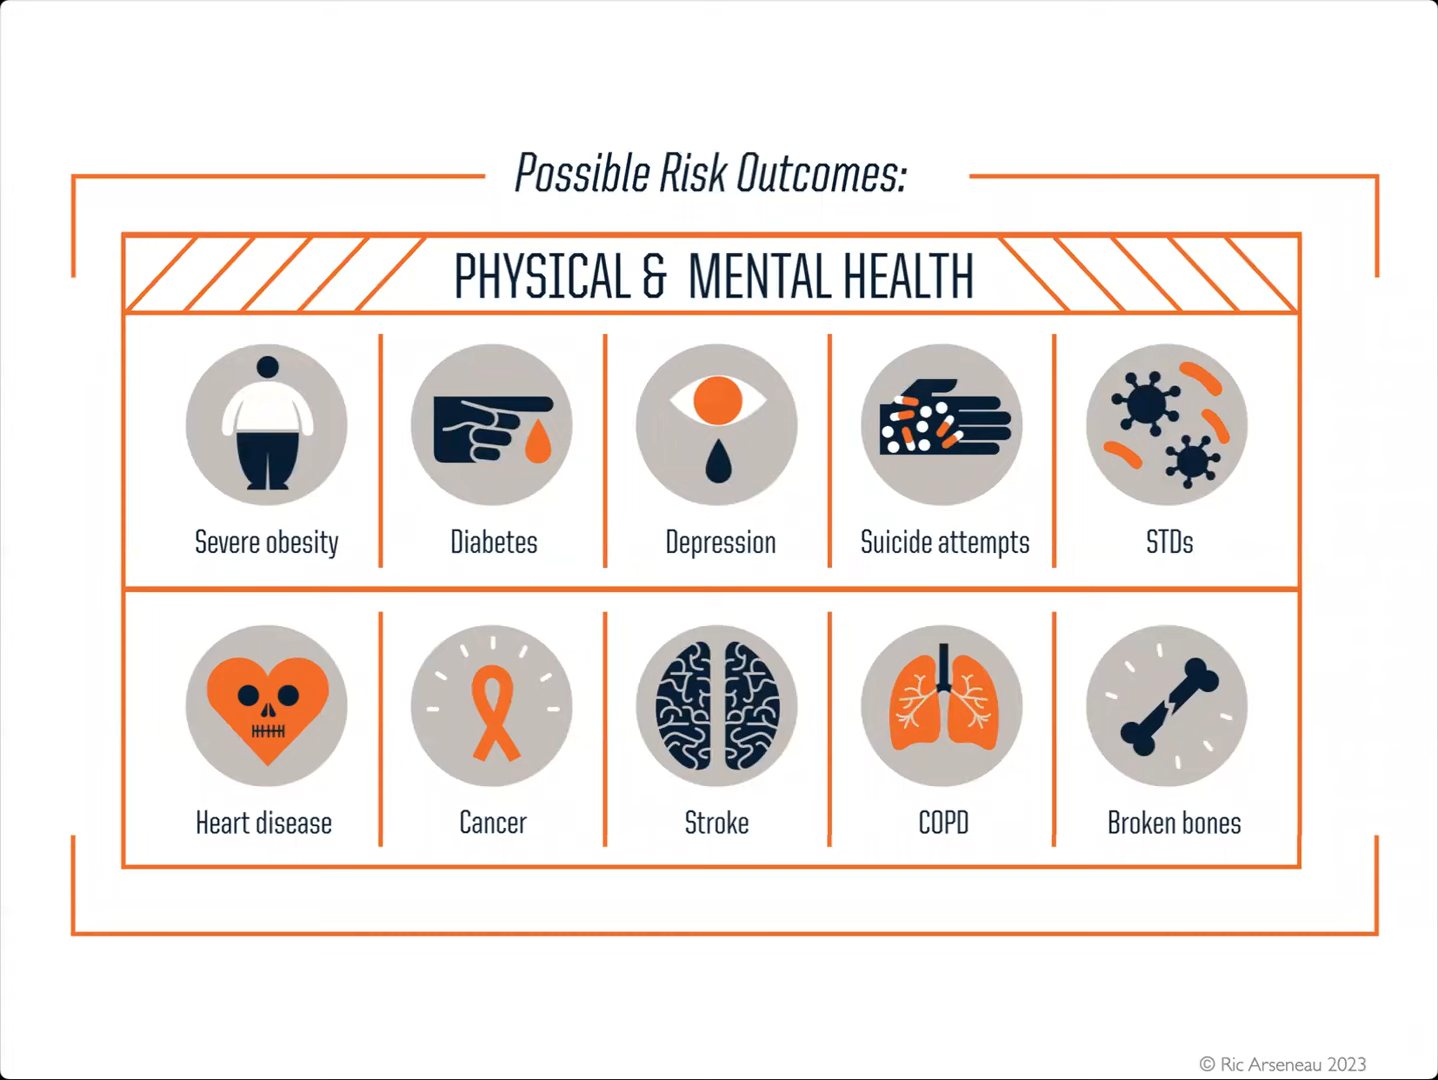 Possible Risk Outcomes:
PHYSICAL & MENTAL HEALTH
Severe obesity
Diabetes
Depression
Suicide attempts
STDs
Heart disease
Cancer
Stroke
COPD
Broken bones
© Ric Arseneau 2023